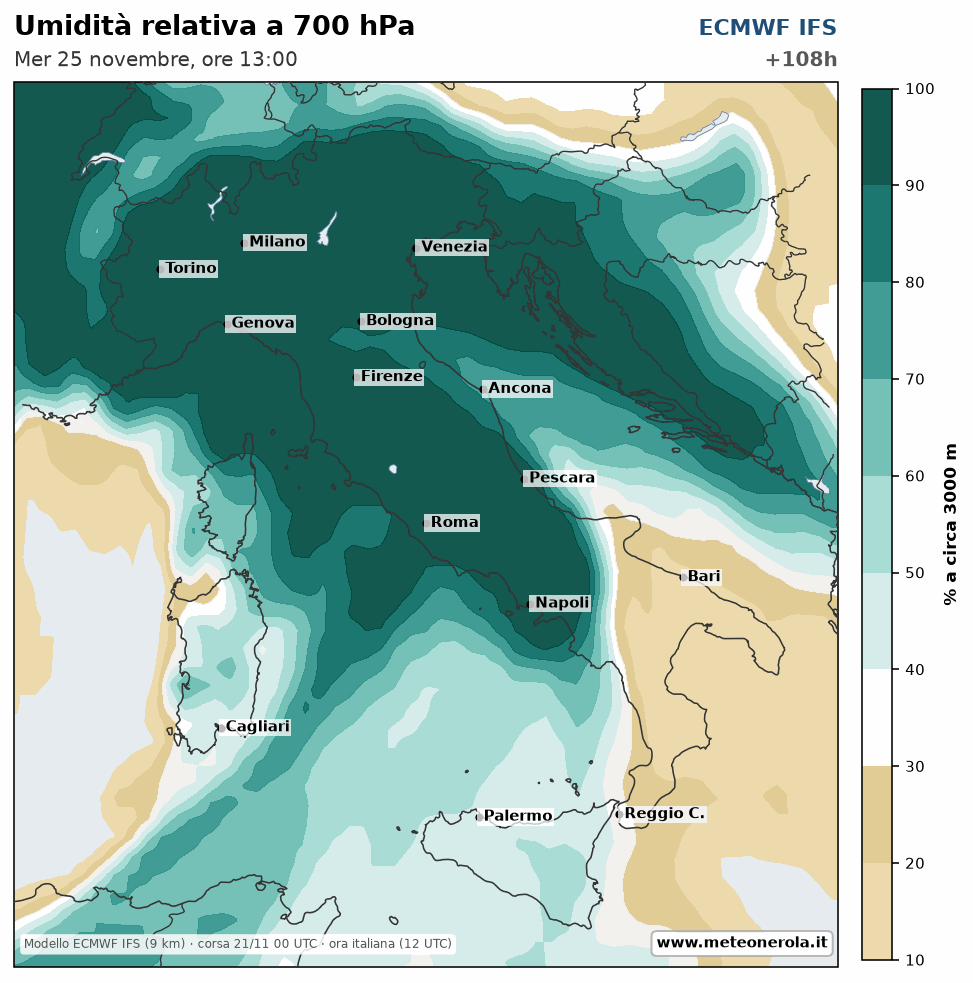 Umidità relativa a 700 hPa
ECMWF IFS
Mer 25 novembre, ore 13:00
+108h
100
90
80
70
60
50
40
30
20
10
% a circa 3000 m
Milano
Venezia
Torino
Genova
Bologna
Firenze
Ancona
Pescara
Roma
Bari
Napoli
Cagliari
Palermo
Reggio C.
Modello ECMWF IFS (9 km) · corsa 21/11 00 UTC · ora italiana (12 UTC)
www.meteonerola.it